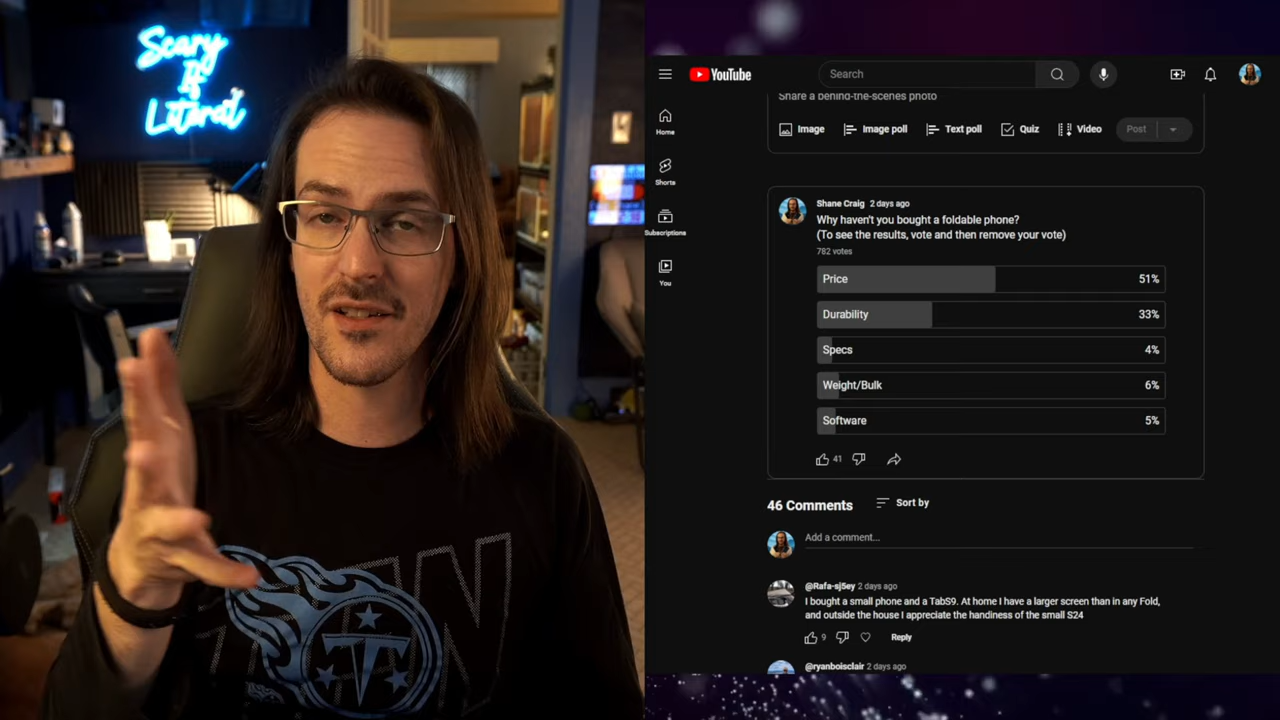 Scary
Is
Literal
TEN
YouTube
Search
Share a behind-the-scenes photo
Image
Image poll
Text poll
Quiz
Video
Post
Home
Shorts
Subscriptions
You
Shane Craig 2 days ago
Why haven't you bought a foldable phone?
(To see the results, vote and then remove your vote)
782 votes
Price 51%
Durability 33%
Specs 4%
Weight/Bulk 6%
Software 5%
41
46 Comments
Sort by
Add a comment...
@Rafa-sj5ey 2 days ago
I bought a small phone and a TabS9. At home I have a larger screen than in any Fold,
and outside the house I appreciate the handiness of the small S24
9
Reply
@ryanboisclair 2 days ago